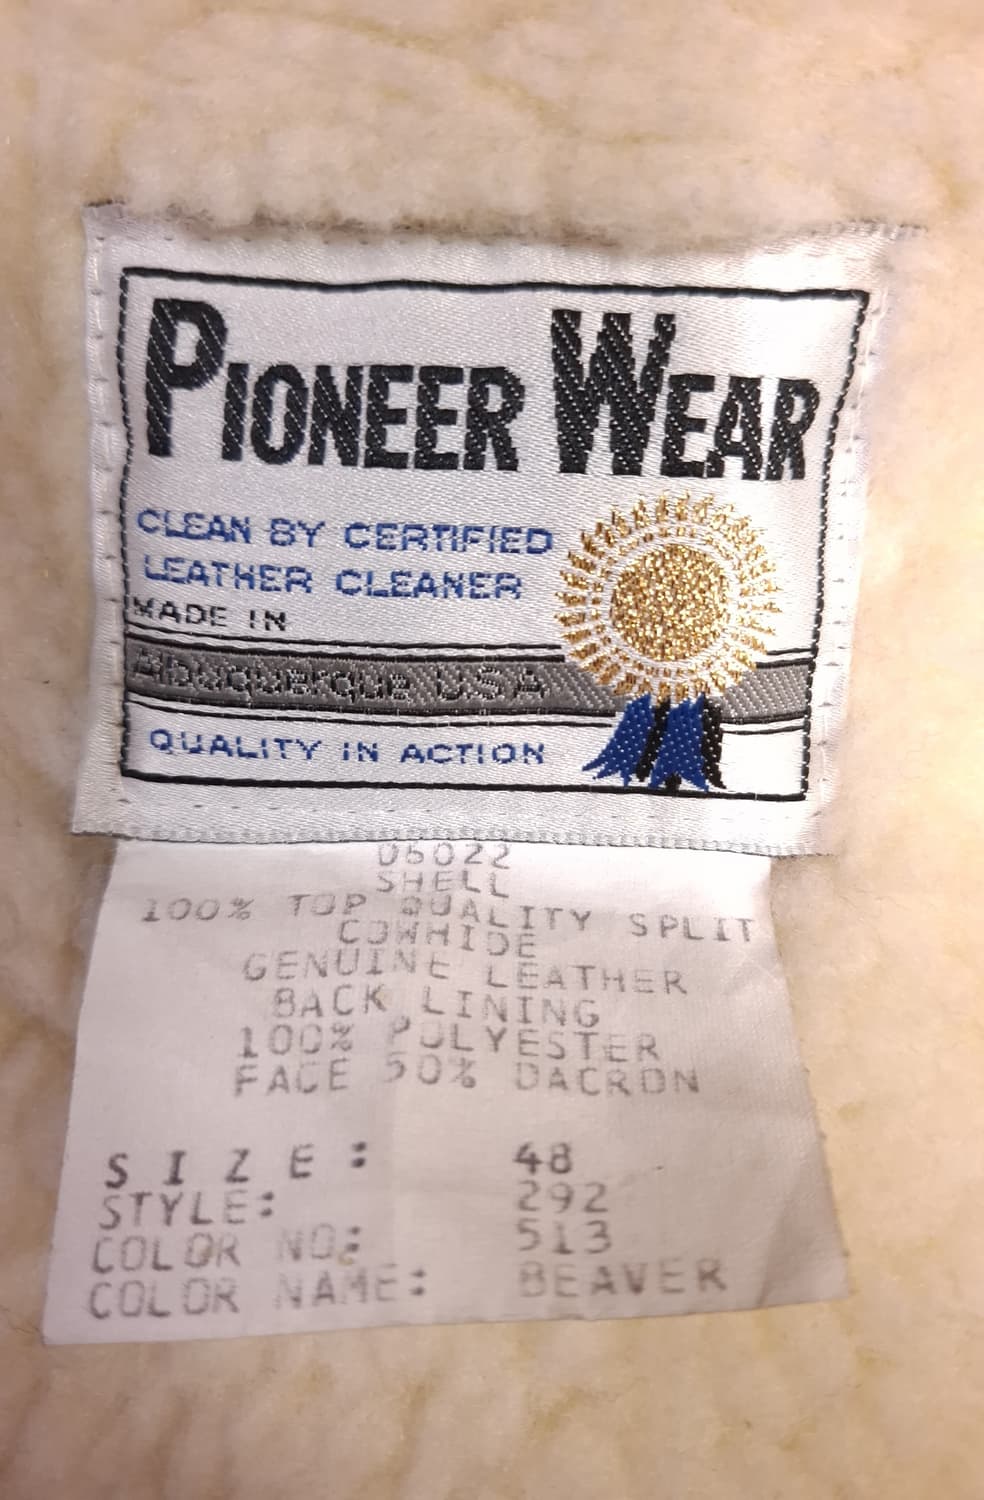 PIONEER WEAR
CLEAN BY CERTIFIED
LEATHER CLEANER
MADE IN
Albuquerque USA
QUALITY IN ACTION
06022
SHELL
100% TOP QUALITY SPLIT
COWHIDE
GENUINE LEATHER
BACK LINING
100% POLYESTER
FACE 50% DACRON
SIZE: 48
STYLE: 292
COLOR NO: 513
COLOR NAME: BEAVER